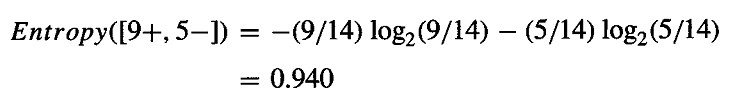 Entropy([9+, 5−]) = −(9/14) log₂(9/14) − (5/14) log₂(5/14)
= 0.940